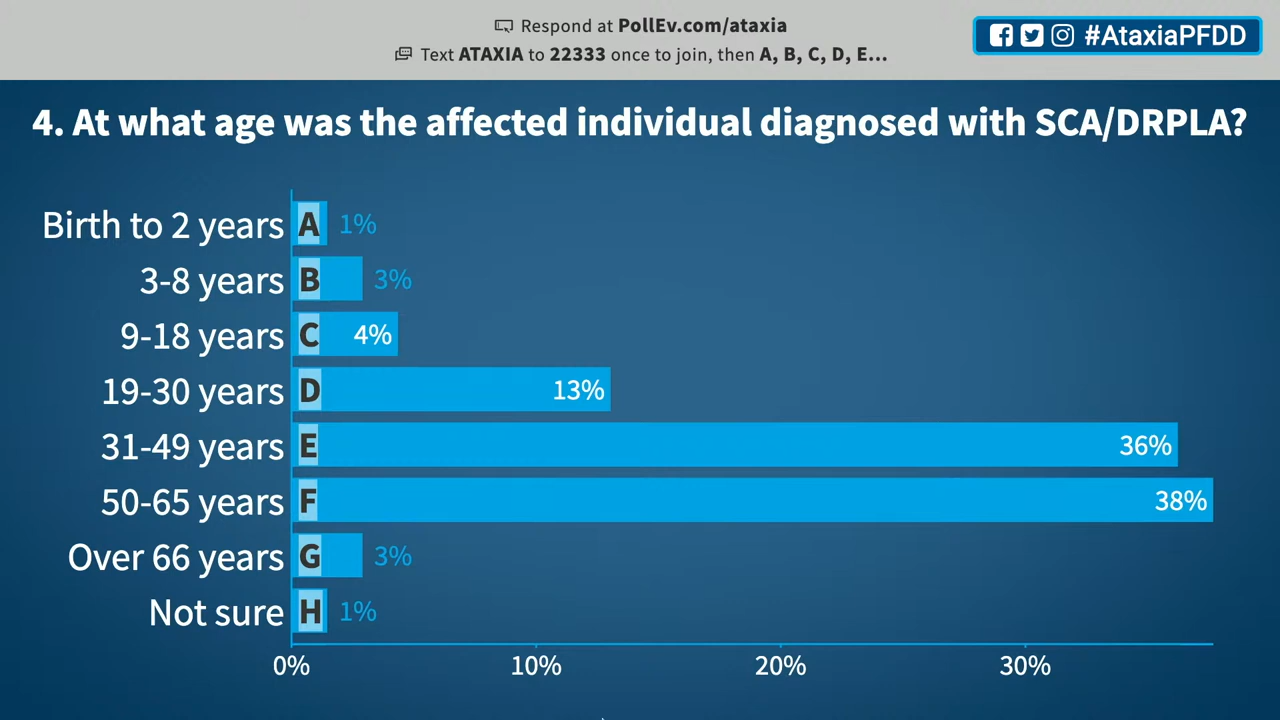 Respond at PollEv.com/ataxia
Text ATAXIA to 22333 once to join, then A, B, C, D, E...
#AtaxiaPFDD
4. At what age was the affected individual diagnosed with SCA/DRPLA?
Birth to 2 years A 1%
3-8 years B 3%
9-18 years C 4%
19-30 years D 13%
31-49 years E 36%
50-65 years F 38%
Over 66 years G 3%
Not sure H 1%
0% 10% 20% 30%